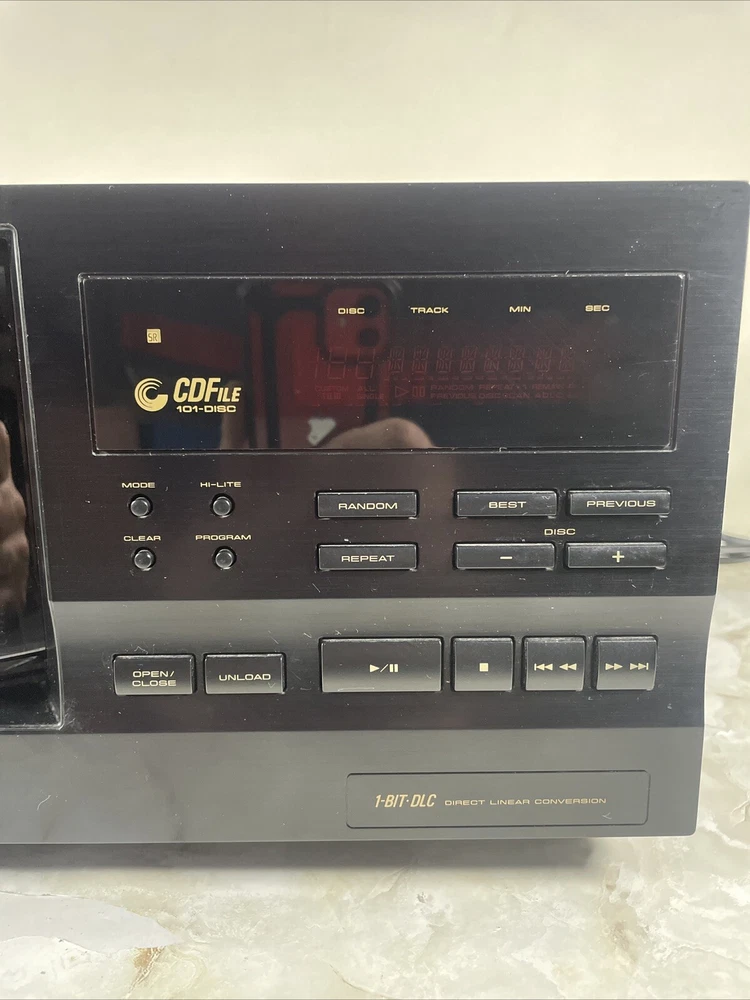 DISC TRACK MIN SEC
SR
CDFILE
101-DISC
MODE HI-LITE
RANDOM BEST PREVIOUS
CLEAR PROGRAM DISC
REPEAT - +
OPEN/
CLOSE
UNLOAD
1-BIT·DLC DIRECT LINEAR CONVERSION